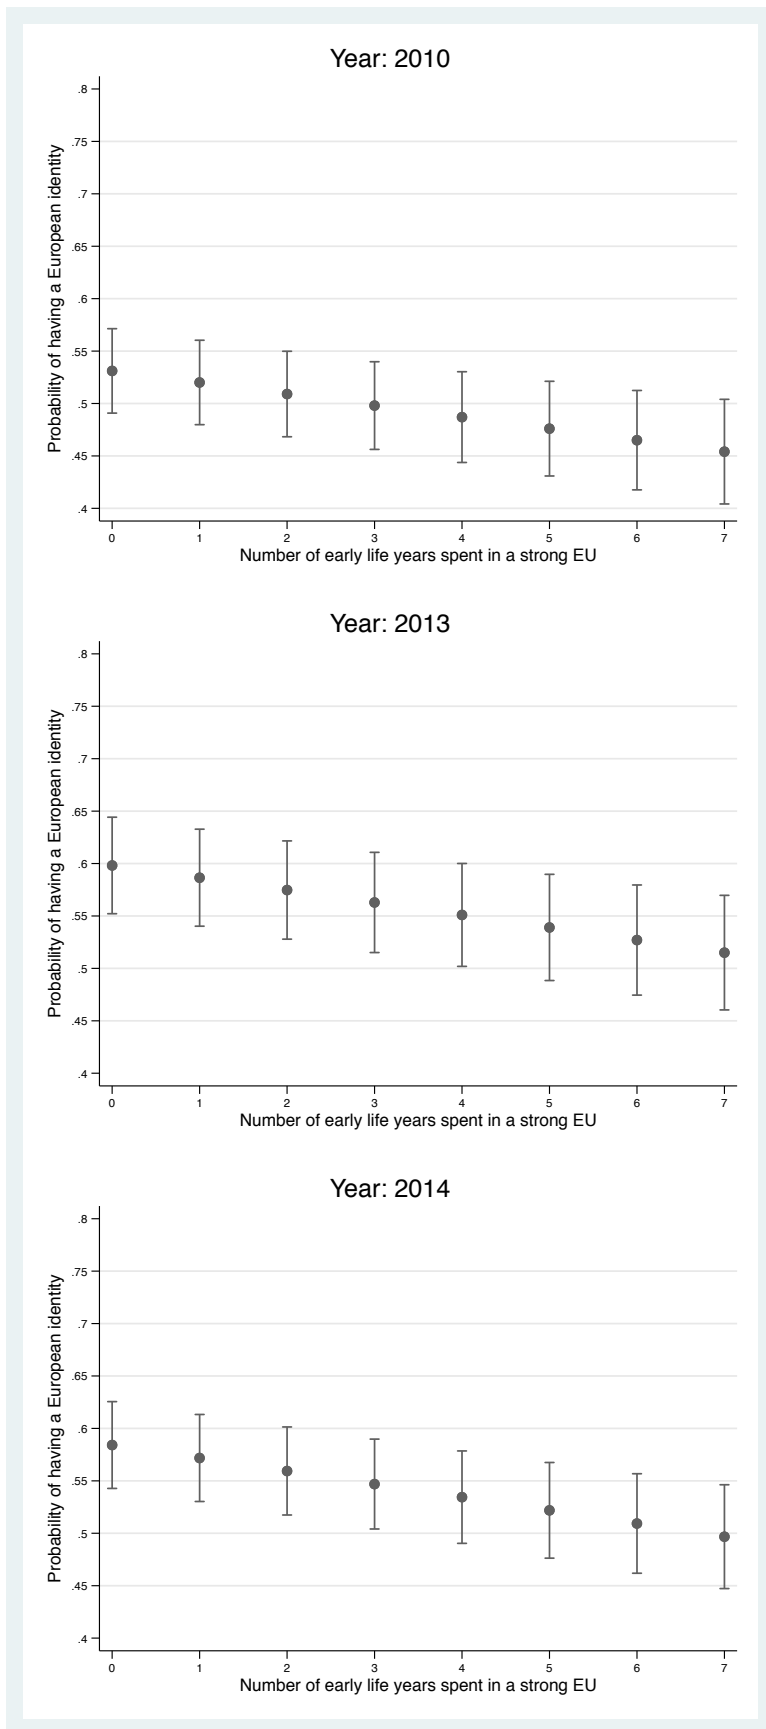 Year: 2010
Probability of having a European identity
.8
.75
.7
.65
.6
.55
.5
.45
.4
0 1 2 3 4 5 6 7
Number of early life years spent in a strong EU
Year: 2013
Probability of having a European identity
.8
.75
.7
.65
.6
.55
.5
.45
.4
0 1 2 3 4 5 6 7
Number of early life years spent in a strong EU
Year: 2014
Probability of having a European identity
.8
.75
.7
.65
.6
.55
.5
.45
.4
0 1 2 3 4 5 6 7
Number of early life years spent in a strong EU